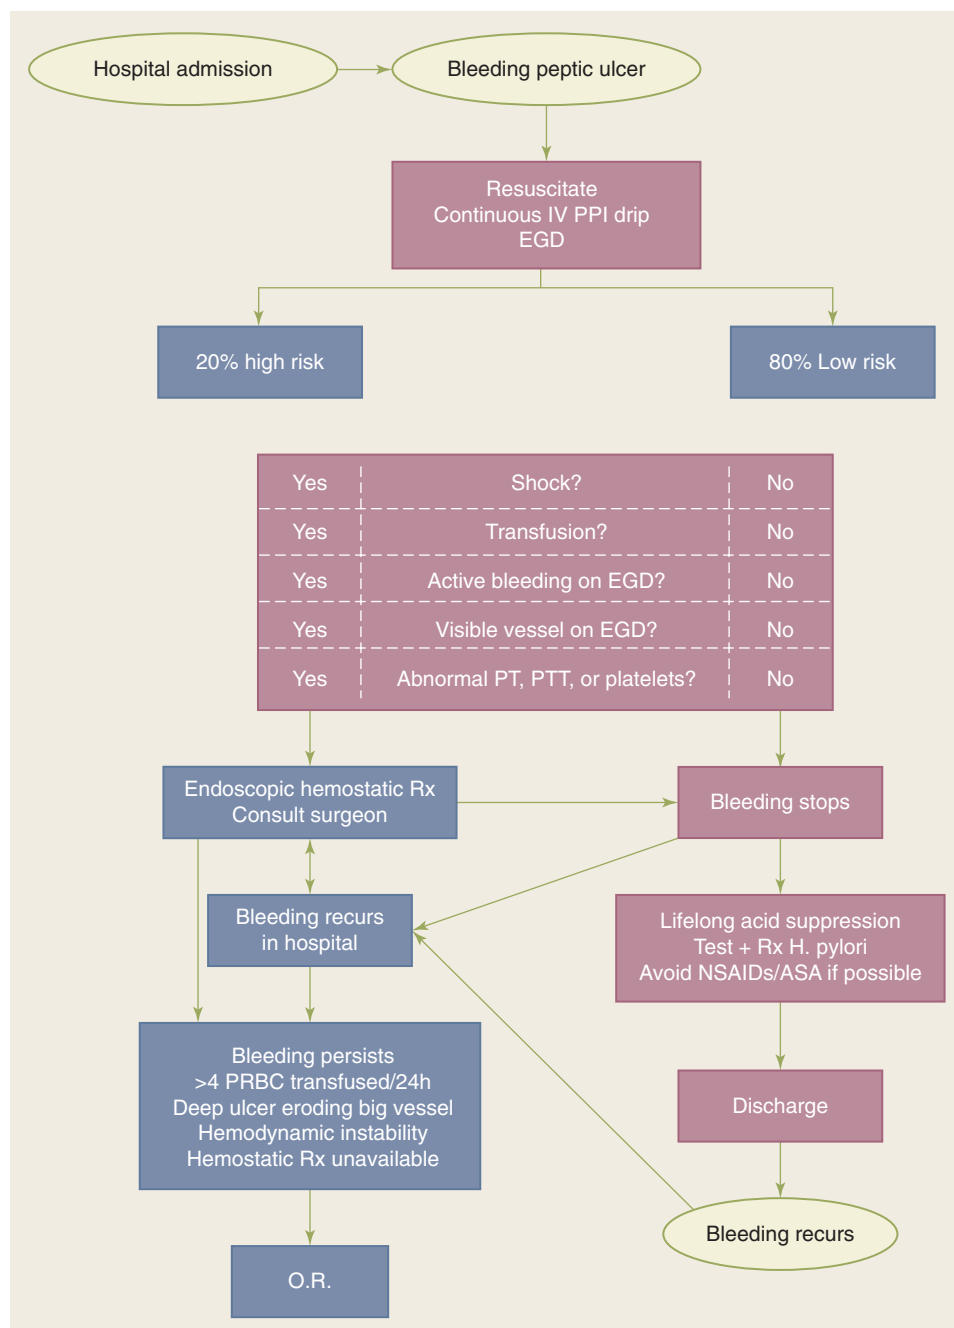 Hospital admission
Bleeding peptic ulcer
Resuscitate
Continuous IV PPI drip
EGD
20% high risk
80% Low risk
Yes Shock? No
Yes Transfusion? No
Yes Active bleeding on EGD? No
Yes Visible vessel on EGD? No
Yes Abnormal PT, PTT, or platelets? No
Endoscopic hemostatic Rx
Consult surgeon
Bleeding stops
Bleeding recurs
in hospital
Lifelong acid suppression
Test + Rx H. pylori
Avoid NSAIDs/ASA if possible
Bleeding persists
>4 PRBC transfused/24h
Deep ulcer eroding big vessel
Hemodynamic instability
Hemostatic Rx unavailable
Discharge
Bleeding recurs
O.R.